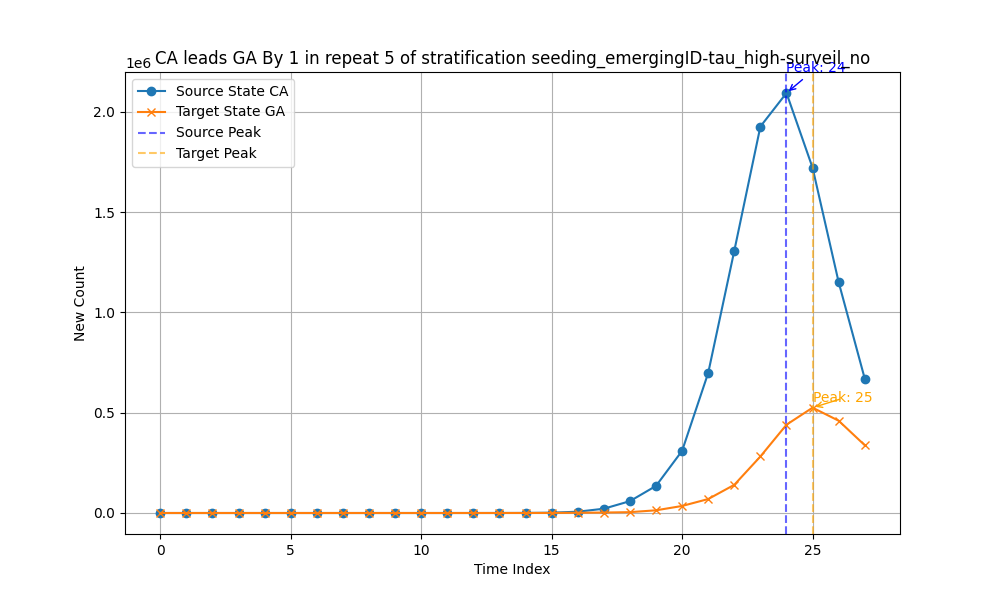 CA leads GA By 1 in repeat 5 of stratification seeding_emergingID-tau_high-surveil_no
1e6
Peak: 24
Source State CA
Target State GA
Source Peak
Target Peak
2.0
1.5
1.0
0.5
0.0
Peak: 25
New Count
0
5
10
15
20
25
Time Index